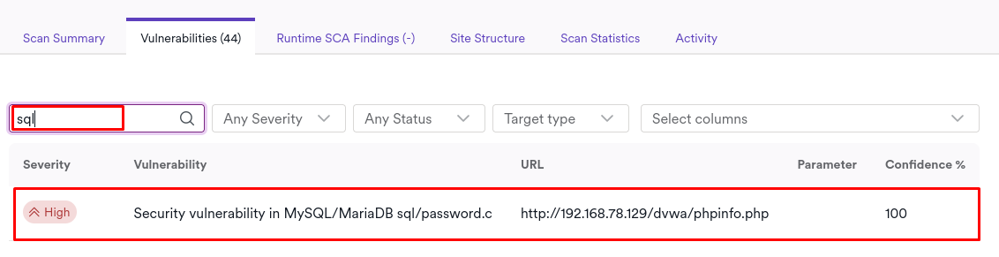 Scan Summary Vulnerabilities (44) Runtime SCA Findings (-) Site Structure Scan Statistics Activity
sql Any Severity Any Status Target type Select columns
Severity Vulnerability URL Parameter Confidence %
High Security vulnerability in MySQL/MariaDB sql/password.c http://192.168.78.129/dvwa/phpinfo.php 100